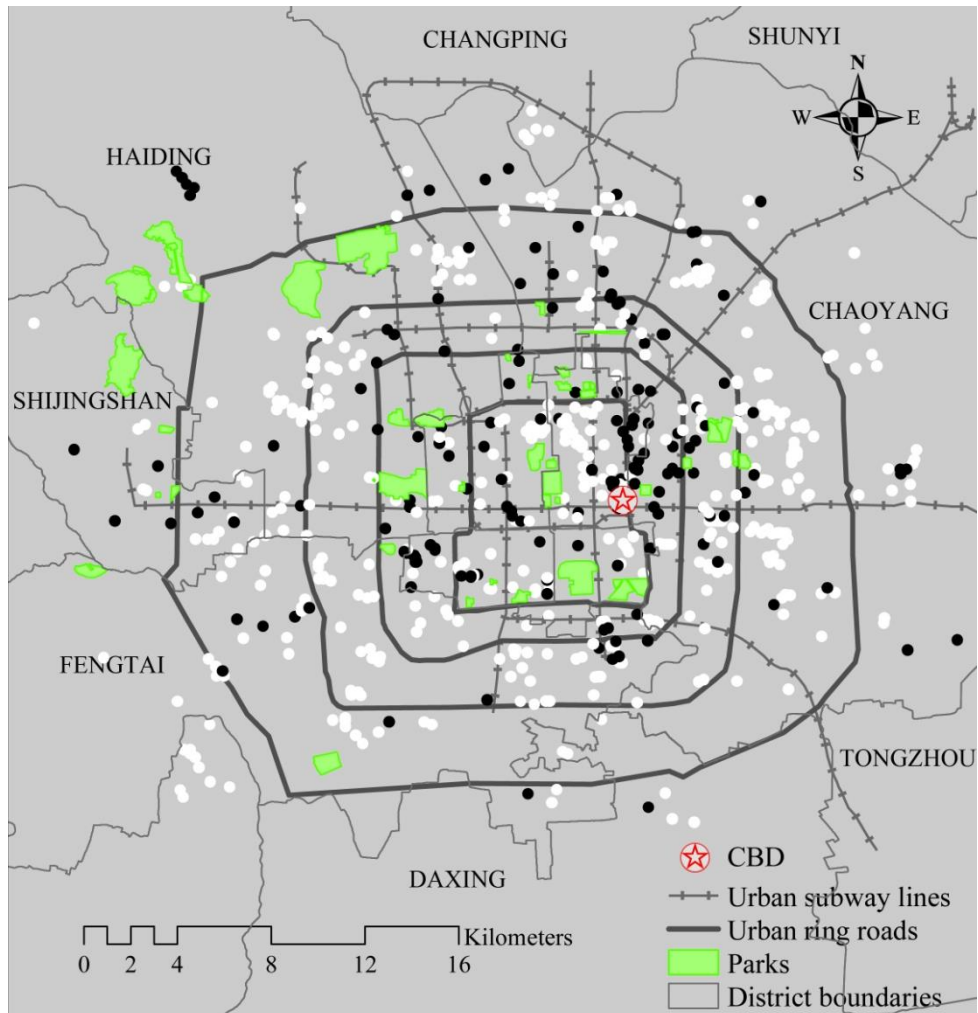 CHANGPING
SHUNYI
N
W E
S
HAIDING
CHAOYANG
SHIJINGSHAN
FENGTAI
TONGZHOU
DAXING
CBD
Urban subway lines
Urban ring roads
Parks
District boundaries
Kilometers
0 2 4 8 12 16